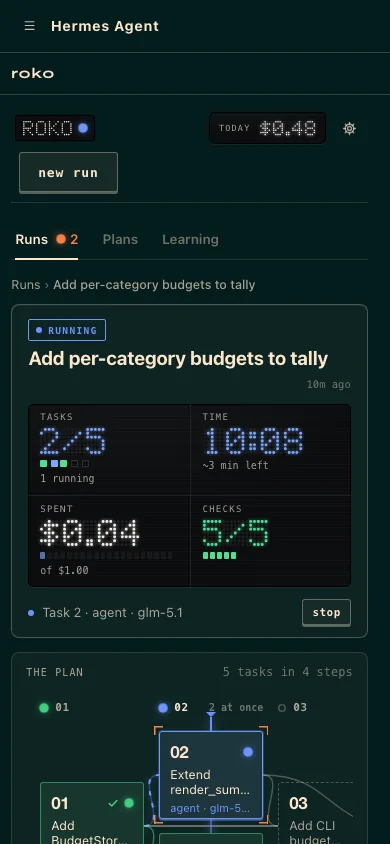 Hermes Agent
roko
ROKO
TODAY $0.48
new run
Runs 2 Plans Learning
Runs › Add per-category budgets to tally
RUNNING
Add per-category budgets to tally
10m ago
TASKS
2/5
1 running
TIME
10:08
~3 min left
SPENT
$0.04
of $1.00
CHECKS
5/5
Task 2 · agent · glm-5.1
stop
THE PLAN 5 tasks in 4 steps
01 02 2 at once 03
02
Extend
render_sum...
agent · glm-5...
01
Add
BudgetStor...
03
Add CLI
budget...